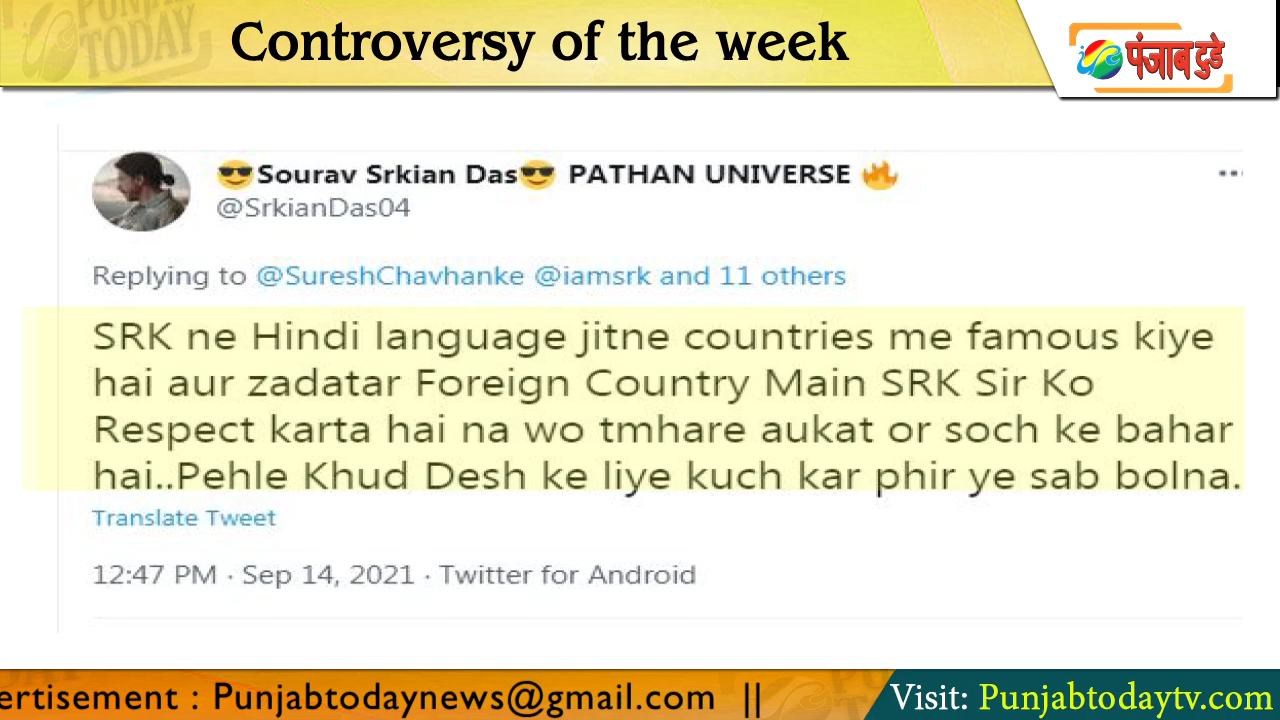 PUNJAB
TODAY
Controversy of the week
पंजाब टुडे
😎Sourav Srkian Das😎 PATHAN UNIVERSE 🔥
@SrkianDas04
Replying to @SureshChavhanke @iamsrk and 11 others
SRK ne Hindi language jitne countries me famous kiye
hai aur zadatar Foreign Country Main SRK Sir Ko
Respect karta hai na wo tmhare aukat or soch ke bahar
hai..Pehle Khud Desh ke liye kuch kar phir ye sab bolna.
Translate Tweet
12:47 PM · Sep 14, 2021 · Twitter for Android
ertisement : Punjabtodaynews@gmail.com ||
Visit: Punjabtodaytv.com